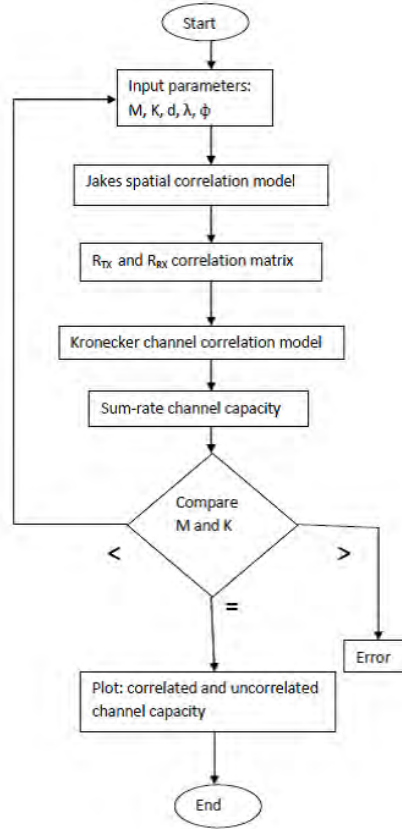 Start
Input parameters:
M, K, d, λ, ϕ
Jakes spatial correlation model
RTX and RRX correlation matrix
Kronecker channel correlation model
Sum-rate channel capacity
Compare
M and K
<
>
=
Error
Plot: correlated and uncorrelated
channel capacity
End